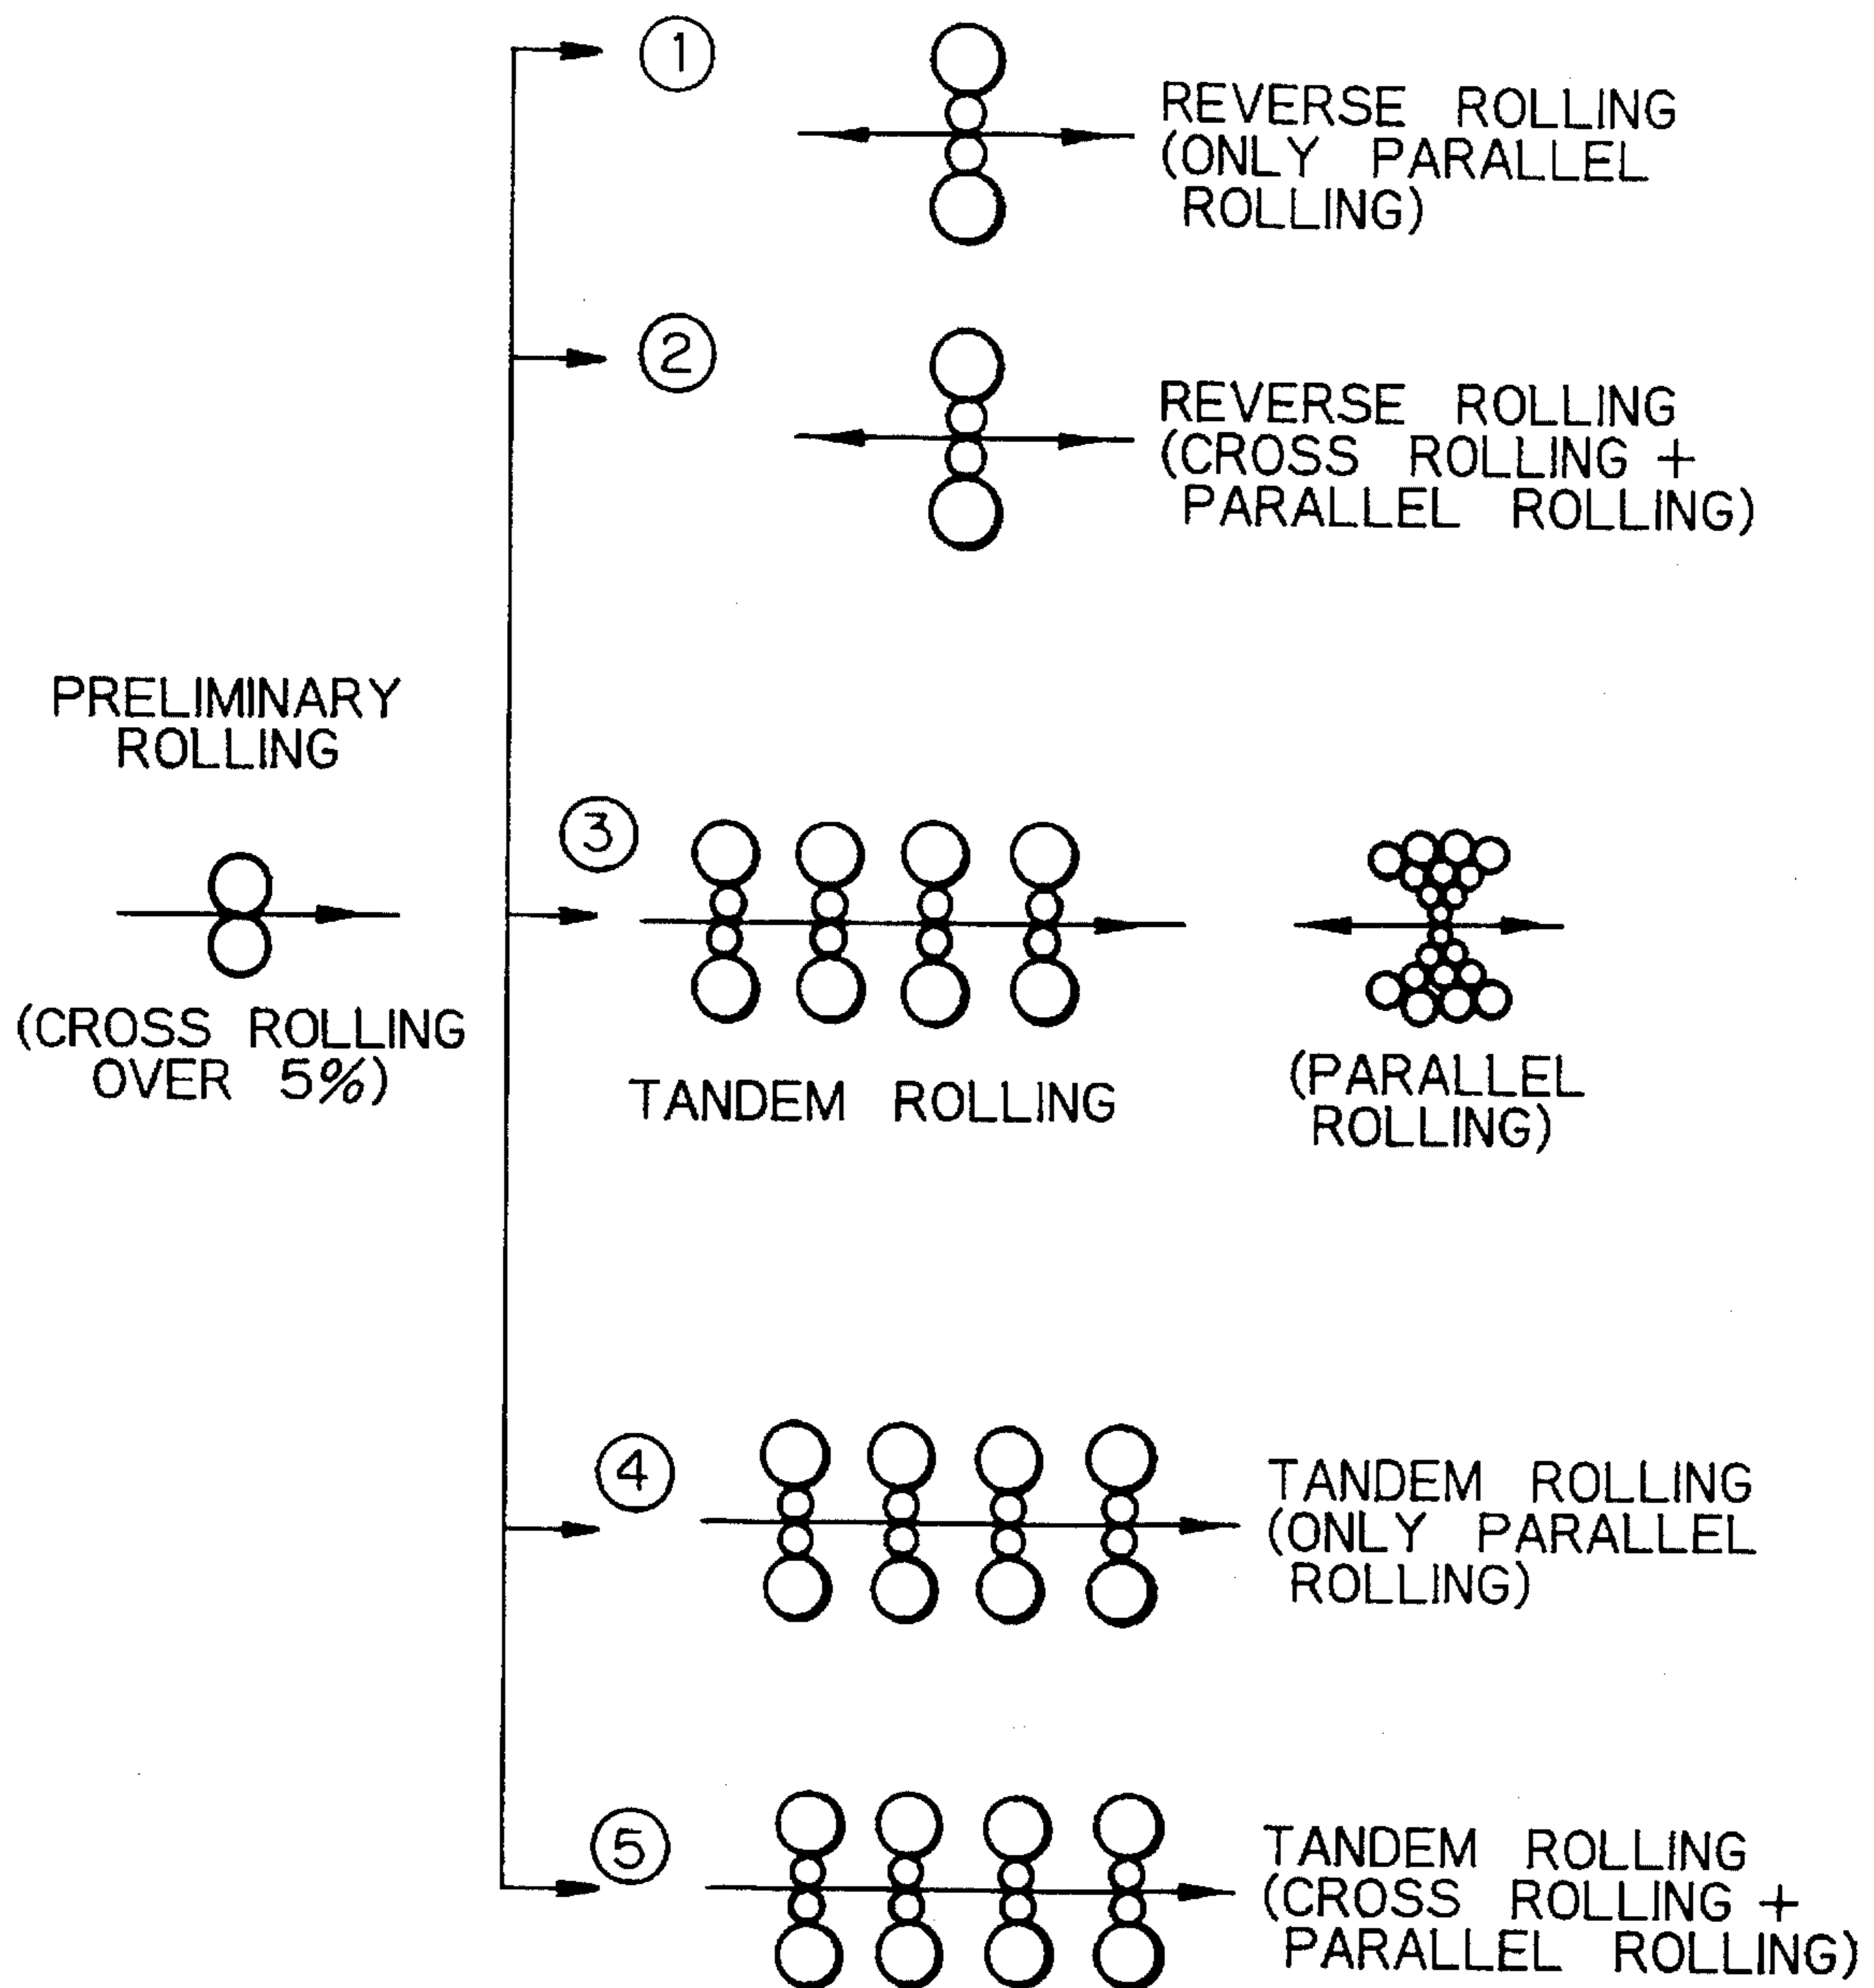 PRELIMINARY
ROLLING
(CROSS ROLLING
OVER 5%)
1
REVERSE ROLLING
(ONLY PARALLEL
ROLLING)
2
REVERSE ROLLING
(CROSS ROLLING +
PARALLEL ROLLING)
3
TANDEM ROLLING
(PARALLEL
ROLLING)
4
TANDEM ROLLING
(ONLY PARALLEL
ROLLING)
5
TANDEM ROLLING
(CROSS ROLLING +
PARALLEL ROLLING)